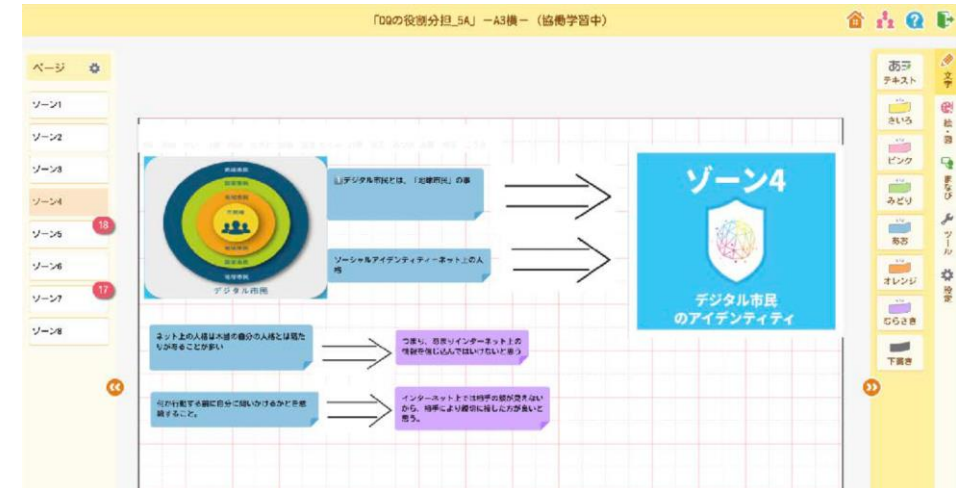 「DQの役割分担_5A」－A3横－（協働学習中）
ページ
ゾーン1
ゾーン2
ゾーン3
ゾーン4
ゾーン5
18
ゾーン6
ゾーン7
17
ゾーン8
デジタル市民
デジタル市民とは、「地球市民」の事
ソーシャルアイデンティティーネット上の人
格
ゾーン4
デジタル市民
のアイデンティティ
ネット上の人格は本当の自分の人格とは隔た
りがあることが多い
つまり、あまりインターネット上の
情報を信じ込んではいけないと思う
何か行動する前に自分に問いかけるかどを意
識すること。
インターネット上では相手の顔が見えない
から、相手により親切に接した方が良いと
思う。
テキスト
きいろ
ピンク
みどり
あお
オレンジ
むらさき
下書き
文字
絵・図
まなび
ツール
設定